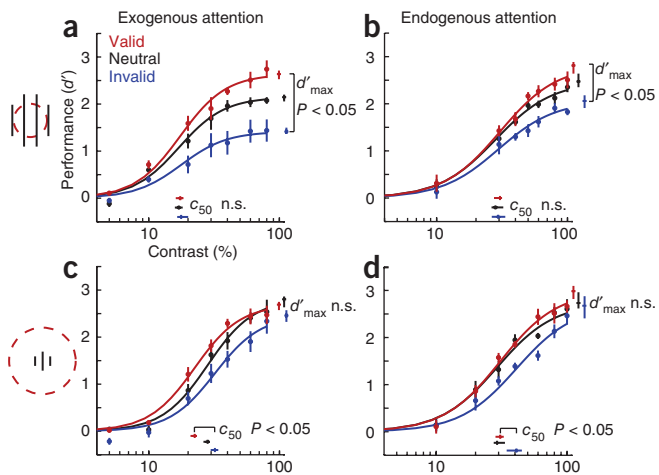 Exogenous attention
Endogenous attention
a
Valid
Neutral
Invalid
Performance (d′)
3
2
1
0
d′max
P < 0.05
c50 n.s.
10
100
Contrast (%)
b
3
2
1
0
d′max
P < 0.05
c50 n.s.
10
100
c
3
2
1
0
d′max n.s.
c50 P < 0.05
10
100
d
3
2
1
0
d′max n.s.
c50 P < 0.05
10
100